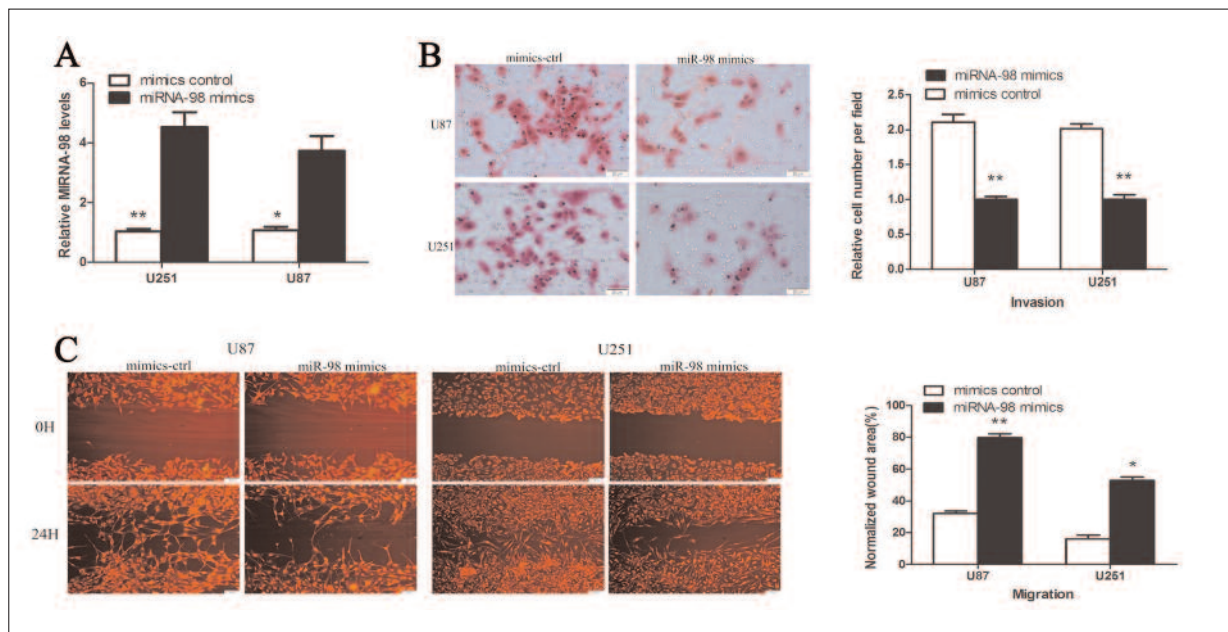 A
mimics control
miRNA-98 mimics
Relative MIRNA-98 levels
6
4
2
0
**
*
U251
U87
B
mimics-ctrl
miR-98 mimics
U87
U251
miRNA-98 mimics
mimics control
Relative cell number per field
2.5
2.0
1.5
1.0
0.5
0.0
**
**
U87
U251
Invasion
C
U87
U251
mimics-ctrl
miR-98 mimics
mimics-ctrl
miR-98 mimics
0H
24H
mimics control
miRNA-98 mimics
Normalized wound area(%)
100
80
60
40
20
0
**
*
U87
U251
Migration